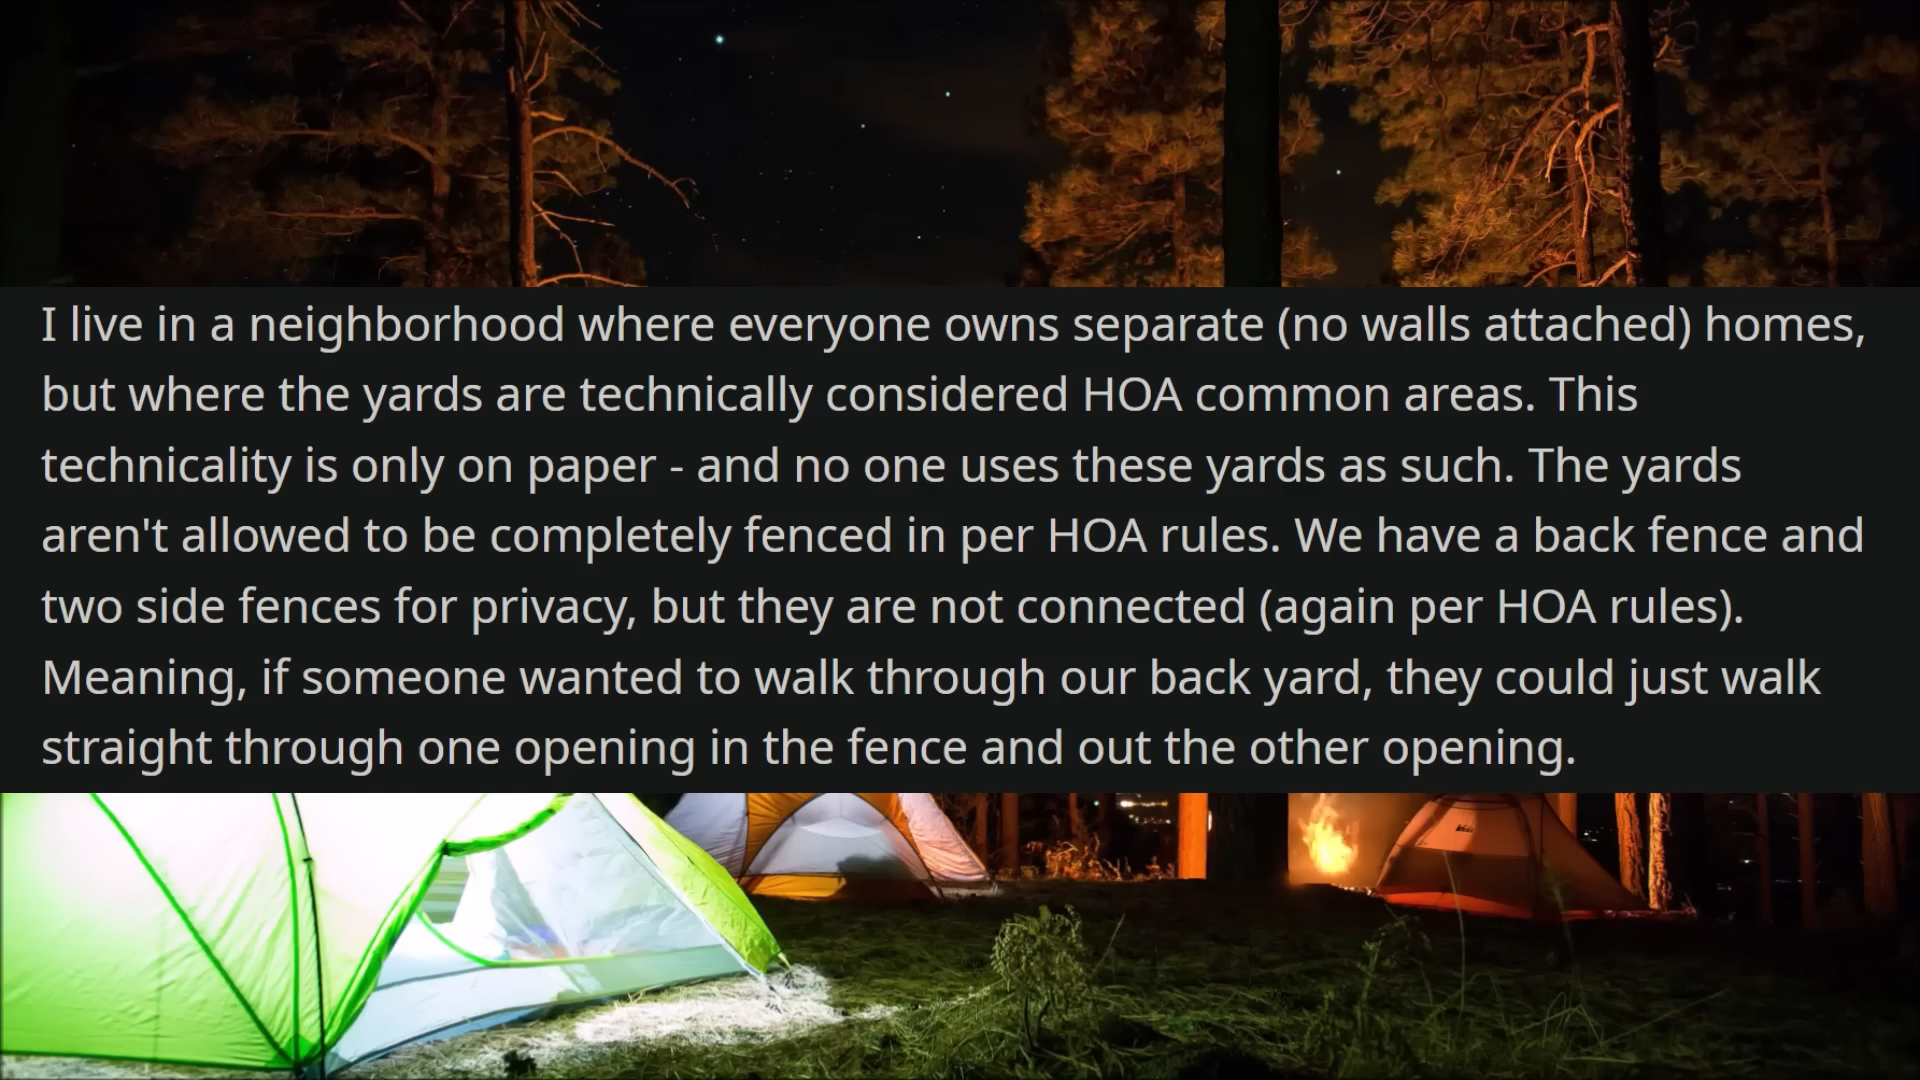 I live in a neighborhood where everyone owns separate (no walls attached) homes,
but where the yards are technically considered HOA common areas. This
technicality is only on paper - and no one uses these yards as such. The yards
aren't allowed to be completely fenced in per HOA rules. We have a back fence and
two side fences for privacy, but they are not connected (again per HOA rules).
Meaning, if someone wanted to walk through our back yard, they could just walk
straight through one opening in the fence and out the other opening.